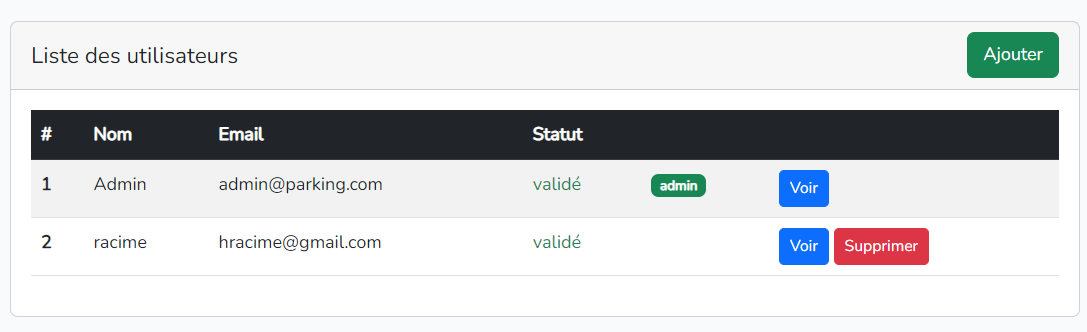 Liste des utilisateurs Ajouter
# Nom Email Statut
1 Admin admin@parking.com validé admin Voir
2 racime hracime@gmail.com validé Voir Supprimer